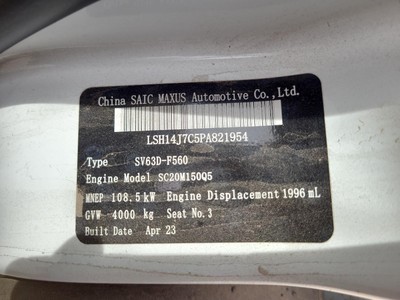 China SAIC MAXUS Automotive Co.,Ltd.
LSH14J7C5PA821954
Type SV63D-F560
Engine Model SC20M150Q5
MNEP 108.5 kW Engine Displacement 1996 mL
GVW 4000 kg Seat No.3
Built Date Apr 23